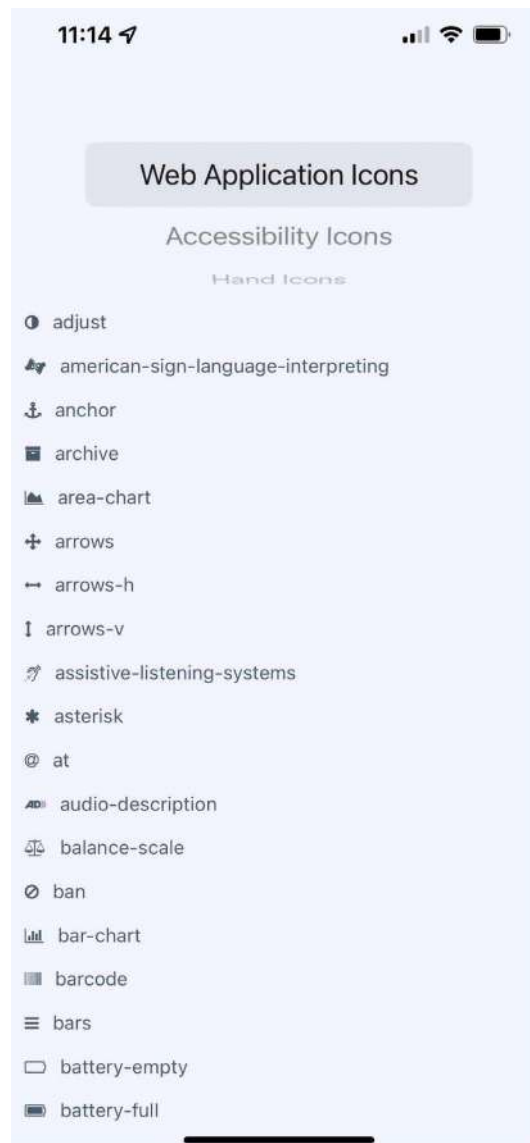 11:14
Web Application Icons
Accessibility Icons
Hand Icons
adjust
american-sign-language-interpreting
anchor
archive
area-chart
arrows
arrows-h
arrows-v
assistive-listening-systems
asterisk
@ at
AD audio-description
balance-scale
ban
bar-chart
barcode
bars
battery-empty
battery-full